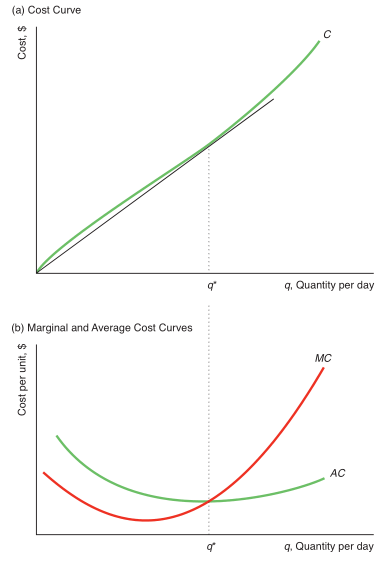 (a) Cost Curve
Cost, $
C
q*
q, Quantity per day
(b) Marginal and Average Cost Curves
Cost per unit, $
MC
AC
q*
q, Quantity per day